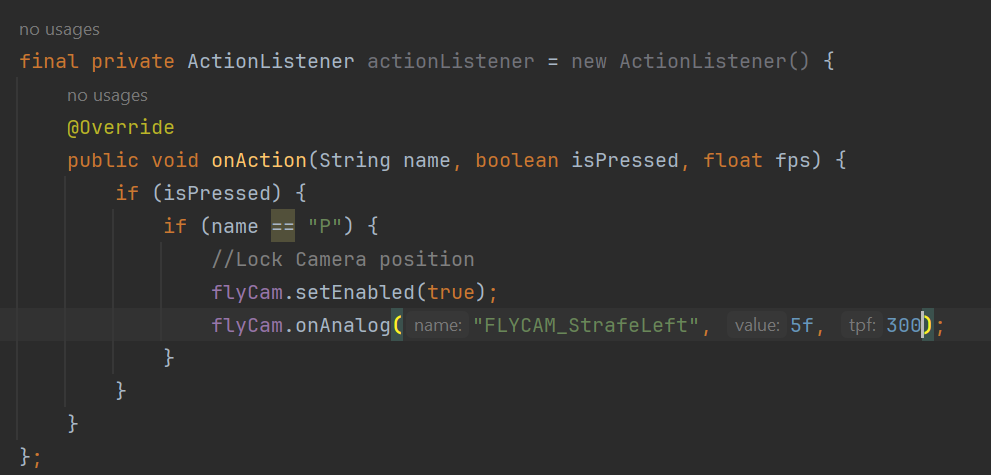 no usages
final private ActionListener actionListener = new ActionListener() {
no usages
@Override
public void onAction(String name, boolean isPressed, float fps) {
if (isPressed) {
if (name == "P") {
//Lock Camera position
flyCam.setEnabled(true);
flyCam.onAnalog( name: "FLYCAM_StrafeLeft", value: 5f, tpf: 300);
}
}
}
};